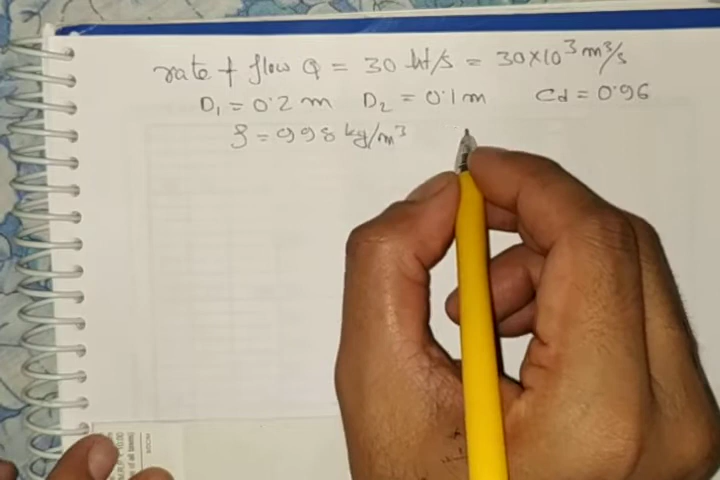 rate of flow Q = 30 lit/s = 30×10³ m³/s
D₁ = 0.2 m D₂ = 0.1 m Cd = 0.96
ρ = 998 kg/m³